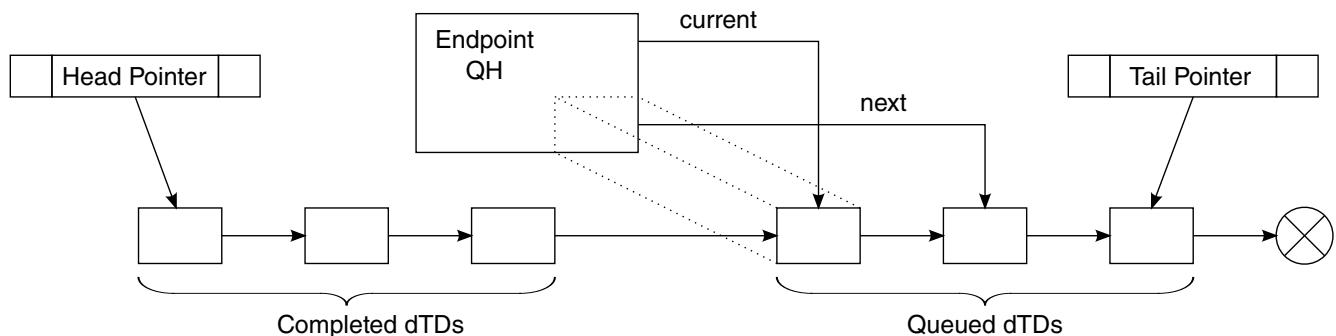 current
Endpoint
QH
Head Pointer
Tail Pointer
next
Completed dTDs
Queued dTDs